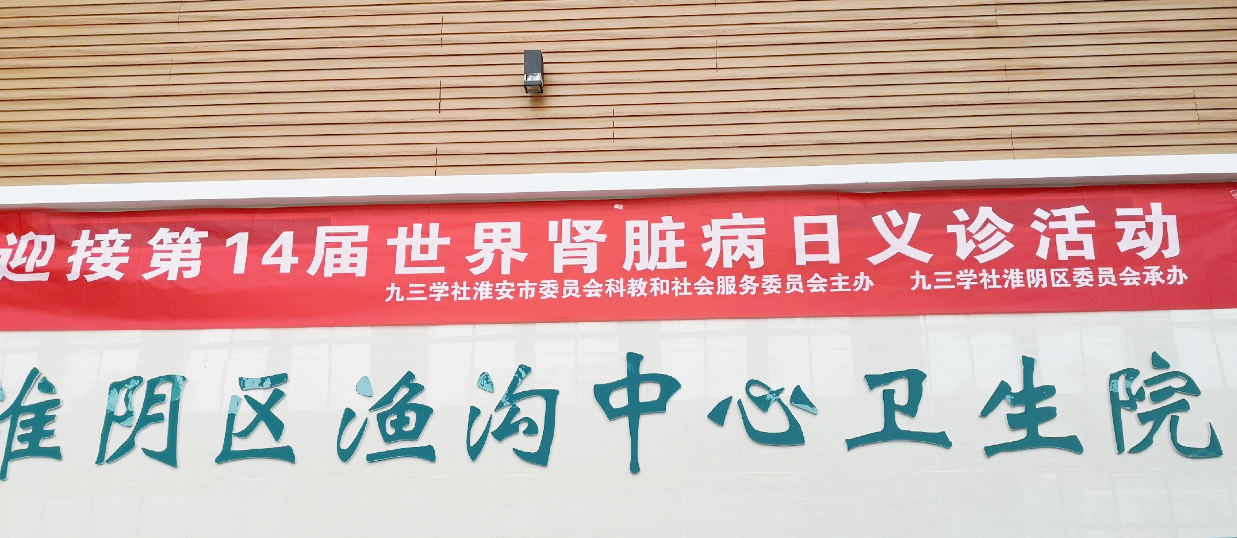 迎接第14届世界肾脏病日义诊活动
九三学社淮安市委员会科教和社会服务委员会主办 九三学社淮阴区委员会承办
淮阴区渔沟中心卫生院